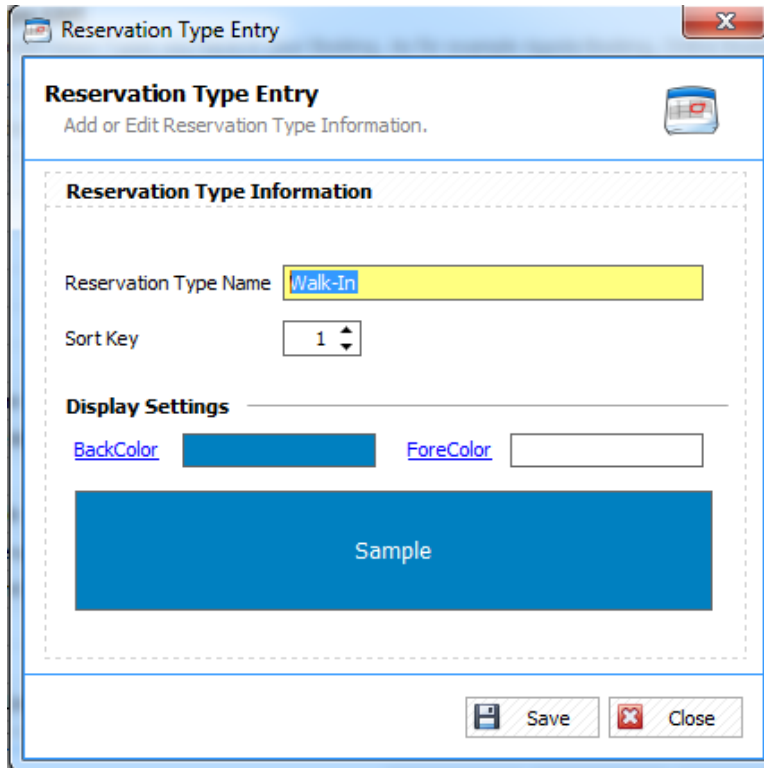 Reservation Type Entry
Reservation Type Entry
Add or Edit Reservation Type Information.
Reservation Type Information
Reservation Type Name Walk-In
Sort Key 1
Display Settings
BackColor ForeColor
Sample
Save Close